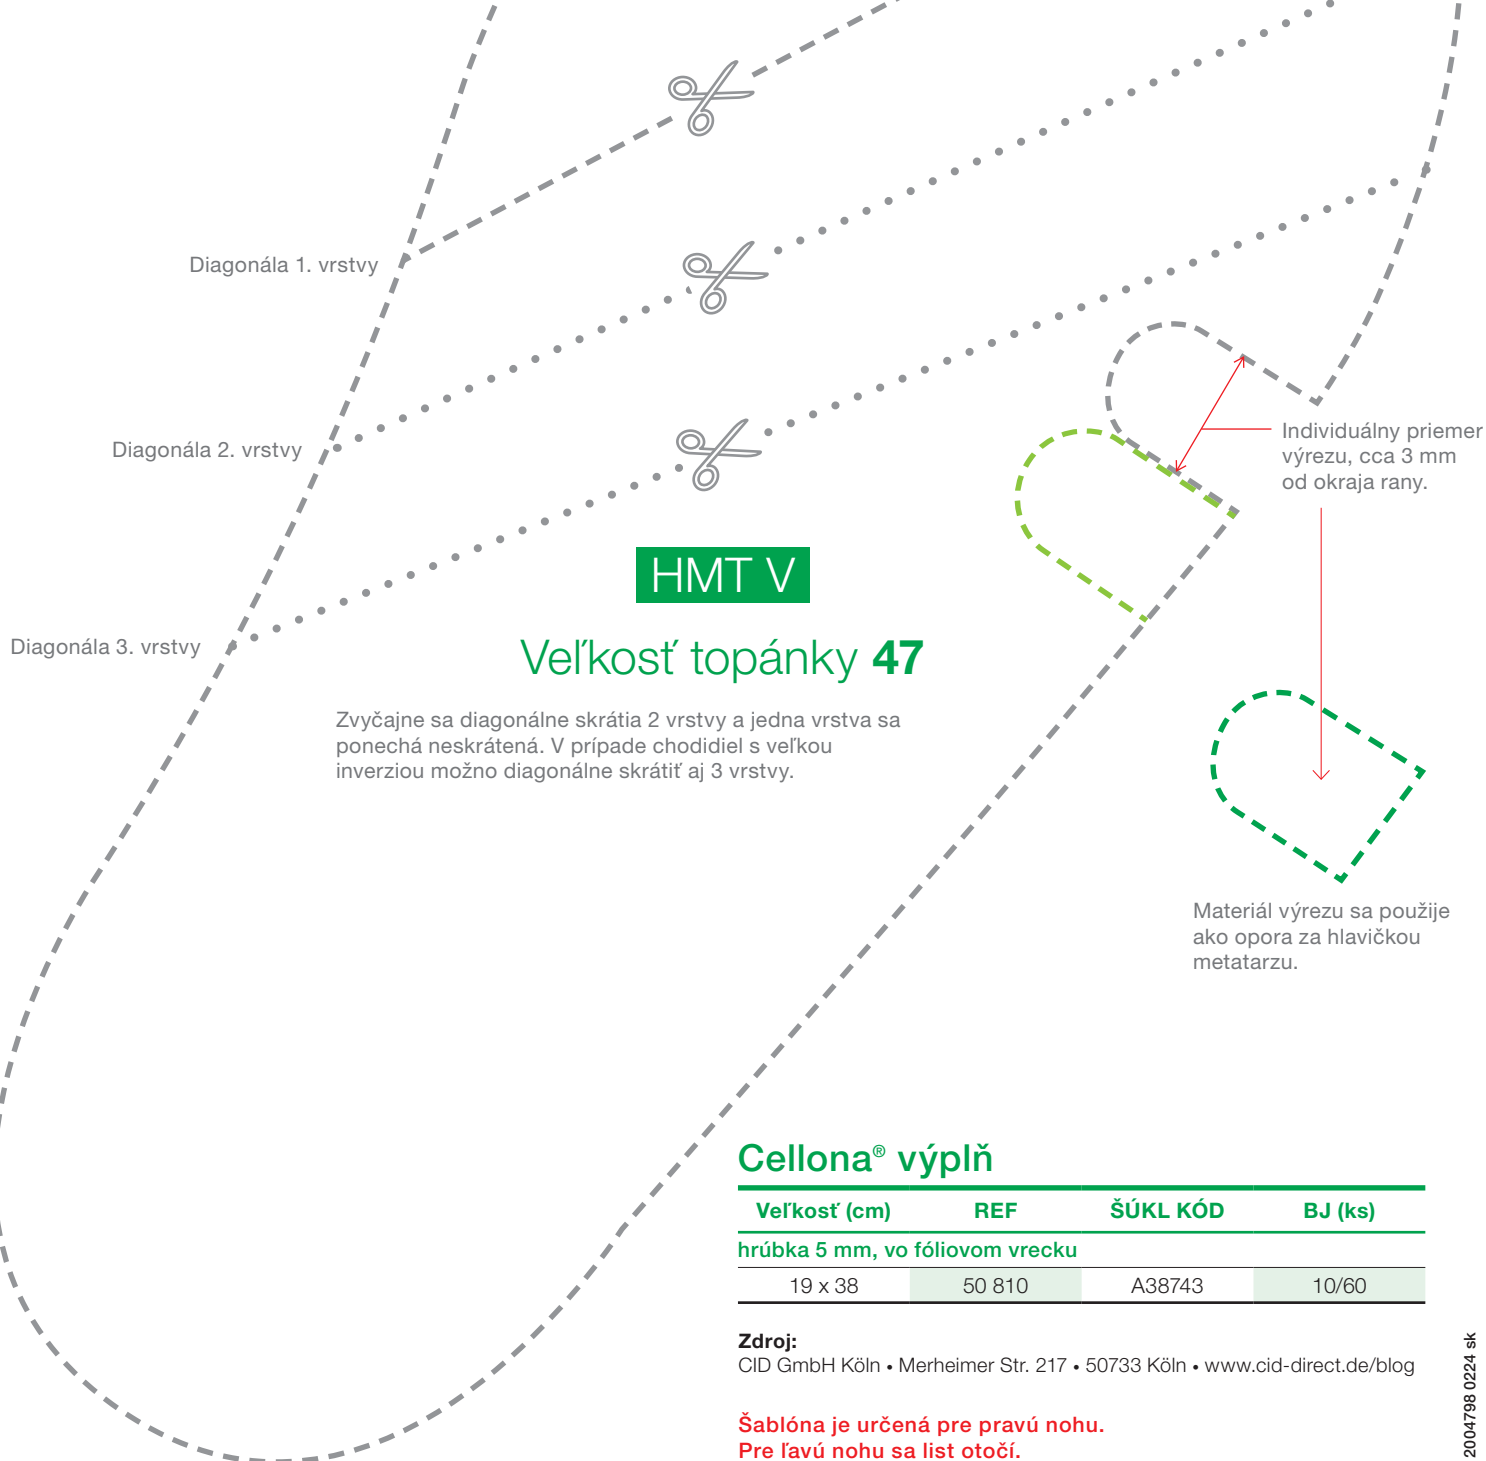 Diagonála 1. vrstvy
Diagonála 2. vrstvy
Individuálny priemer
výrezu, cca 3 mm
od okraja rany.
HMT V
Diagonála 3. vrstvy
Veľkosť topánky 47
Zvyčajne sa diagonálne skrátia 2 vrstvy a jedna vrstva sa
ponechá neskrátená. V prípade chodidiel s veľkou
inverziou možno diagonálne skrátiť aj 3 vrstvy.
Materiál výrezu sa použije
ako opora za hlavičkou
metatarzu.
Cellona® výplň
Veľkosť (cm) REF ŠÚKL KÓD BJ (ks)
hrúbka 5 mm, vo fóliovom vrecku
19 x 38 50 810 A38743 10/60
Zdroj:
CID GmbH Köln • Merheimer Str. 217 • 50733 Köln • www.cid-direct.de/blog
Šablóna je určená pre pravú nohu.
Pre ľavú nohu sa list otočí.
2004798 0224 sk